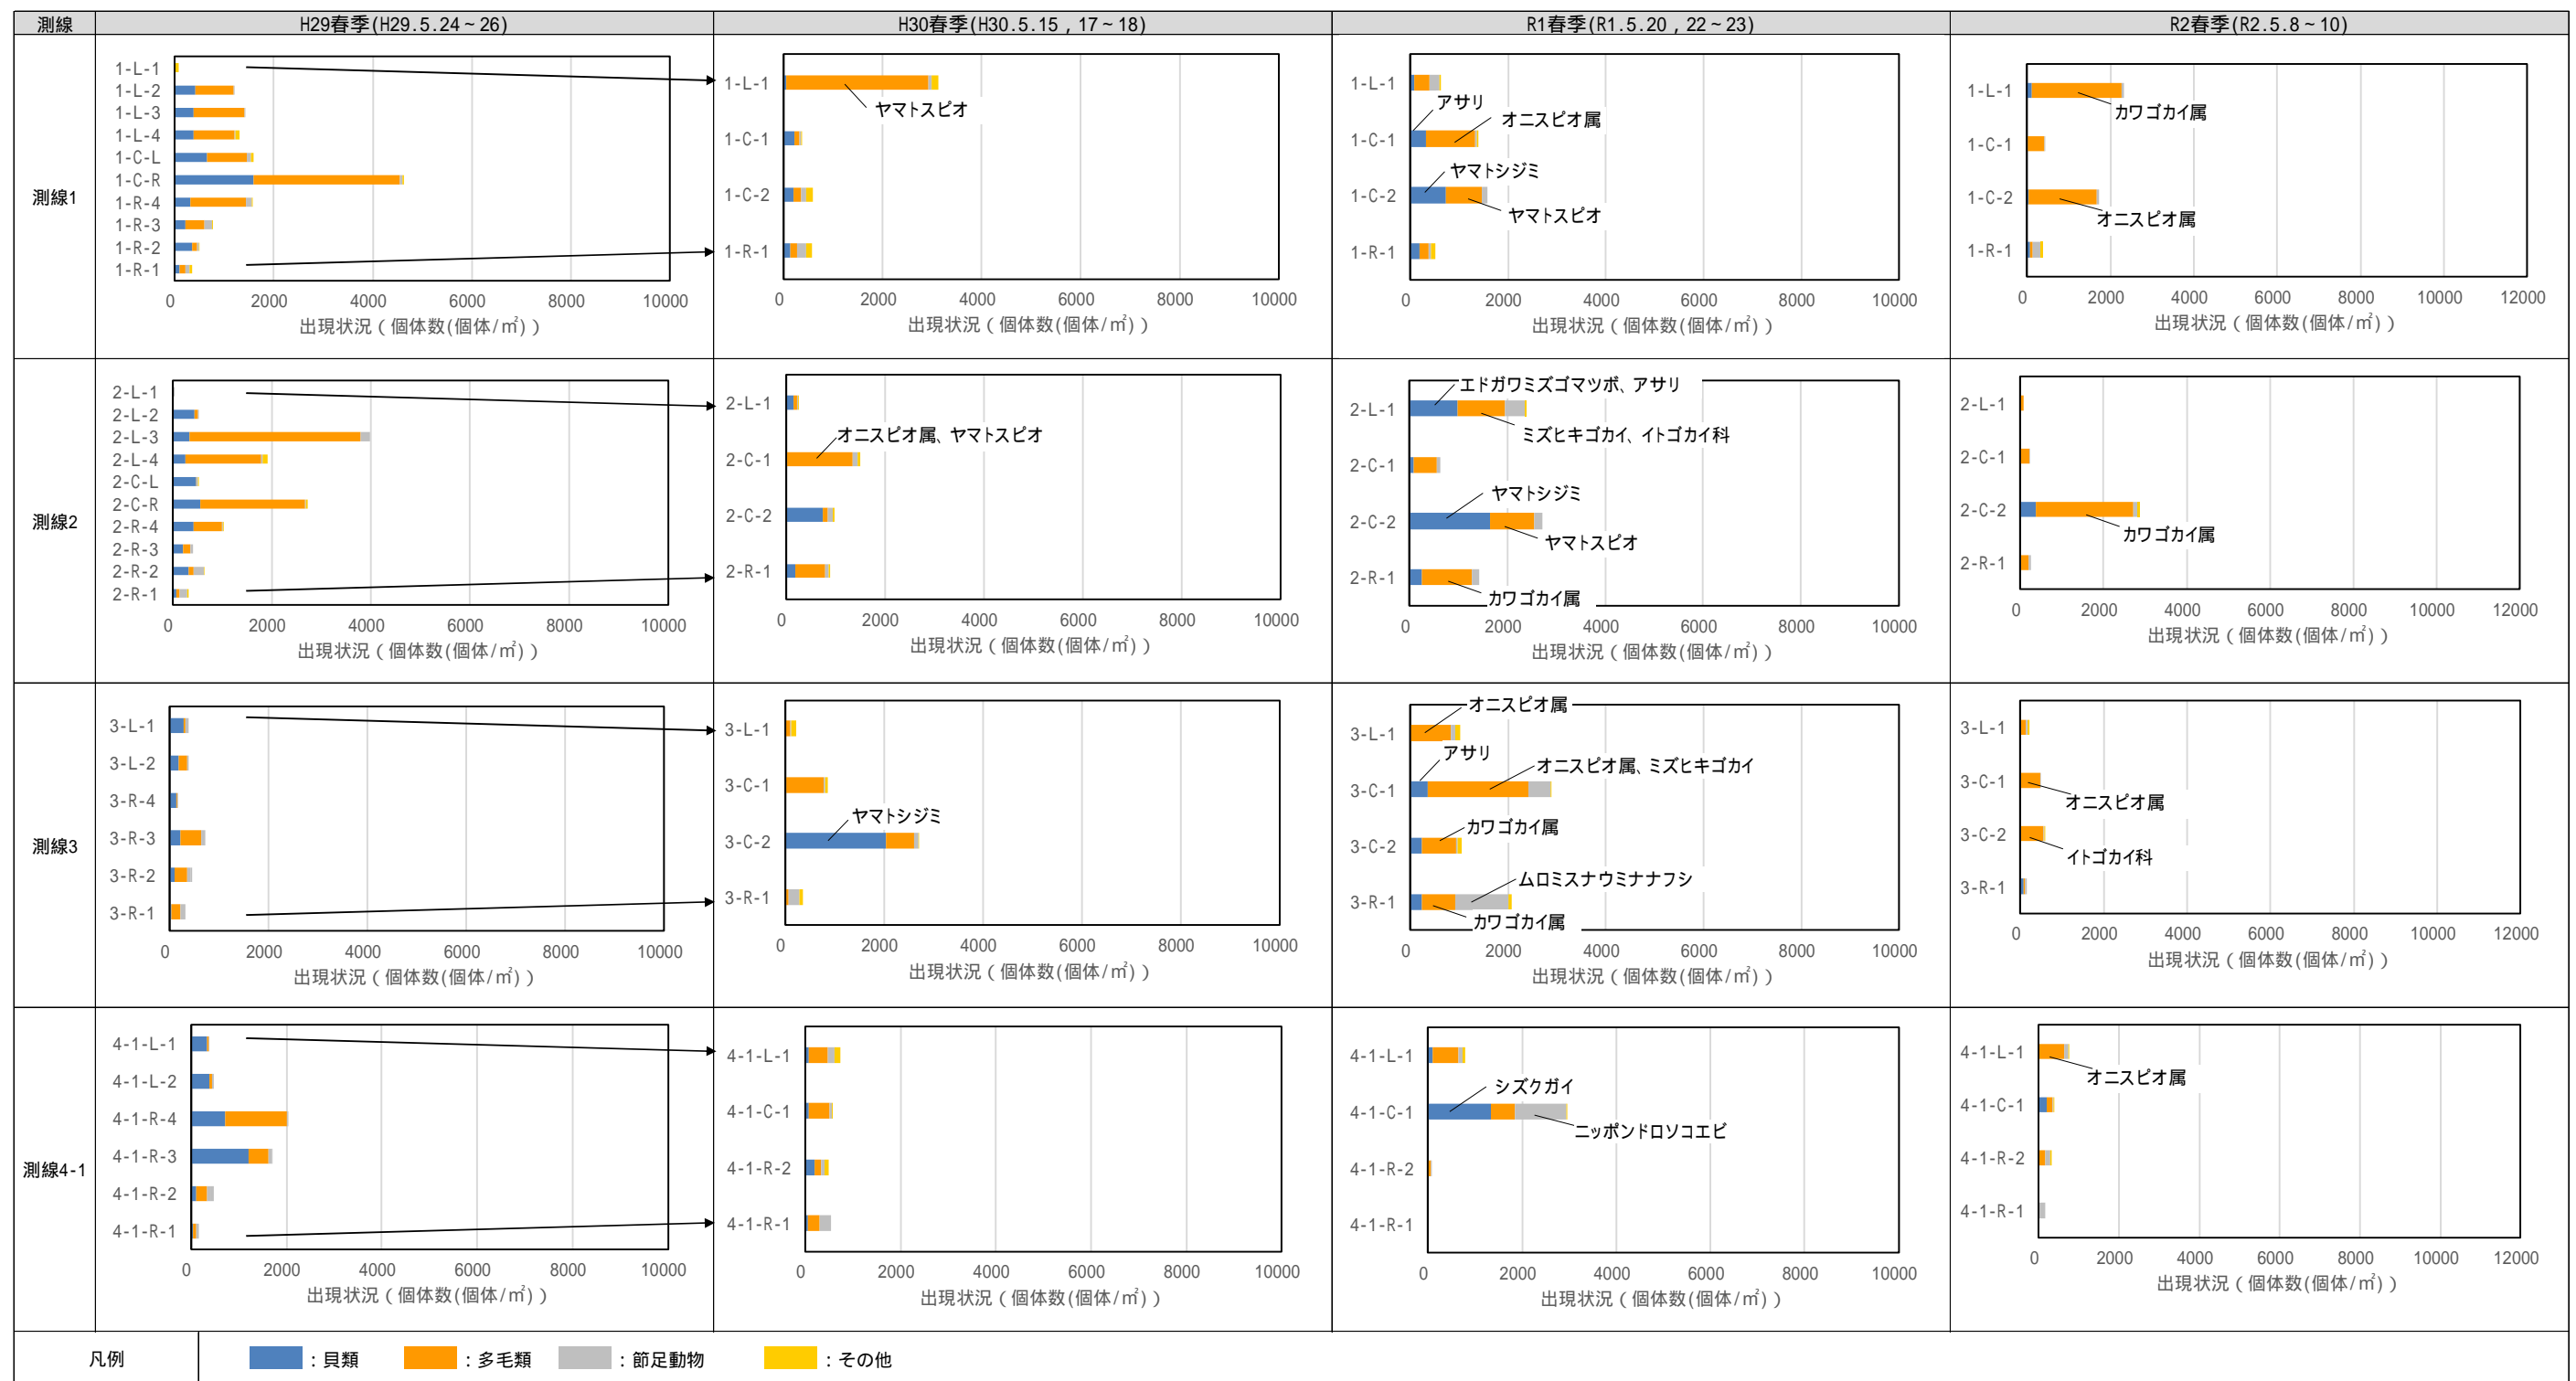 測線 H29春季(H29.5.24~26) H30春季(H30.5.15,17~18) R1春季(R1.5.20,22~23) R2春季(R2.5.8~10)
測線1
1-L-1
1-L-2
1-L-3
1-L-4
1-C-L
1-C-R
1-R-4
1-R-3
1-R-2
1-R-1
0 2000 4000 6000 8000 10000
出現状況(個体数(個体/㎡))
1-L-1
ヤマトスピオ
1-C-1
1-C-2
1-R-1
0 2000 4000 6000 8000 10000
出現状況(個体数(個体/㎡))
1-L-1
アサリ
オニスピオ属
1-C-1
ヤマトシジミ
1-C-2
ヤマトスピオ
1-R-1
0 2000 4000 6000 8000 10000
出現状況(個体数(個体/㎡))
1-L-1
カワゴカイ属
1-C-1
1-C-2
オニスピオ属
1-R-1
0 2000 4000 6000 8000 10000 12000
出現状況(個体数(個体/㎡))
測線2
2-L-1
2-L-2
2-L-3
2-L-4
2-C-L
2-C-R
2-R-4
2-R-3
2-R-2
2-R-1
0 2000 4000 6000 8000 10000
出現状況(個体数(個体/㎡))
2-L-1
オニスピオ属、ヤマトスピオ
2-C-1
2-C-2
2-R-1
0 2000 4000 6000 8000 10000
出現状況(個体数(個体/㎡))
エドガワミズゴマツボ、アサリ
2-L-1
ミズヒキゴカイ、イトゴカイ科
2-C-1
ヤマトシジミ
2-C-2
ヤマトスピオ
2-R-1
カワゴカイ属
0 2000 4000 6000 8000 10000
出現状況(個体数(個体/㎡))
2-L-1
2-C-1
2-C-2
カワゴカイ属
2-R-1
0 2000 4000 6000 8000 10000 12000
出現状況(個体数(個体/㎡))
測線3
3-L-1
3-L-2
3-R-4
3-R-3
3-R-2
3-R-1
0 2000 4000 6000 8000 10000
出現状況(個体数(個体/㎡))
3-L-1
3-C-1
ヤマトシジミ
3-C-2
3-R-1
0 2000 4000 6000 8000 10000
出現状況(個体数(個体/㎡))
オニスピオ属
3-L-1
アサリ
オニスピオ属、ミズヒキゴカイ
3-C-1
カワゴカイ属
3-C-2
ムロミスナウミナナフシ
3-R-1
カワゴカイ属
0 2000 4000 6000 8000 10000
出現状況(個体数(個体/㎡))
3-L-1
3-C-1
オニスピオ属
3-C-2
イトゴカイ科
3-R-1
0 2000 4000 6000 8000 10000 12000
出現状況(個体数(個体/㎡))
測線4-1
4-1-L-1
4-1-L-2
4-1-R-4
4-1-R-3
4-1-R-2
4-1-R-1
0 2000 4000 6000 8000 10000
出現状況(個体数(個体/㎡))
4-1-L-1
4-1-C-1
4-1-R-2
4-1-R-1
0 2000 4000 6000 8000 10000
出現状況(個体数(個体/㎡))
4-1-L-1
シズクガイ
4-1-C-1
ニッポンドロソコエビ
4-1-R-2
4-1-R-1
0 2000 4000 6000 8000 10000
出現状況(個体数(個体/㎡))
4-1-L-1
オニスピオ属
4-1-C-1
4-1-R-2
4-1-R-1
0 2000 4000 6000 8000 10000 12000
出現状況(個体数(個体/㎡))
凡例 :貝類 :多毛類 :節足動物 :その他